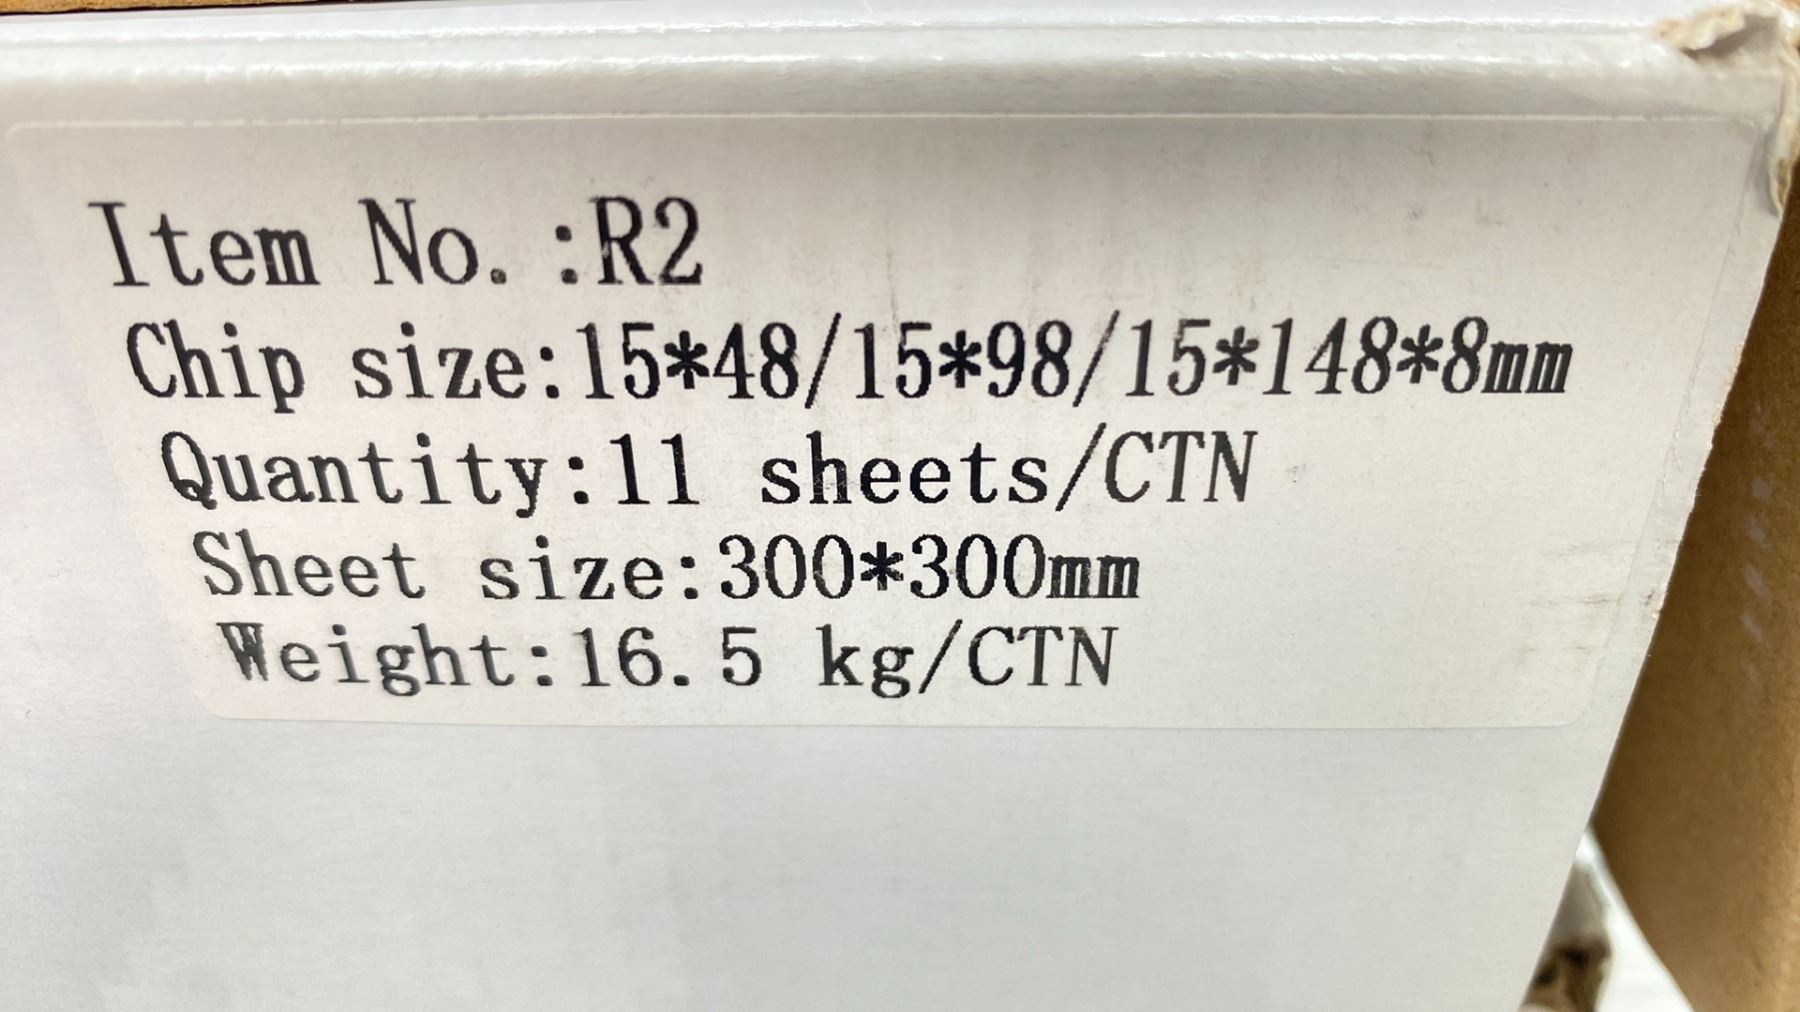 Item No.:R2
Chip size:15*48/15*98/15*148*8mm
Quantity:11 sheets/CTN
Sheet size:300*300mm
Weight:16.5 kg/CTN